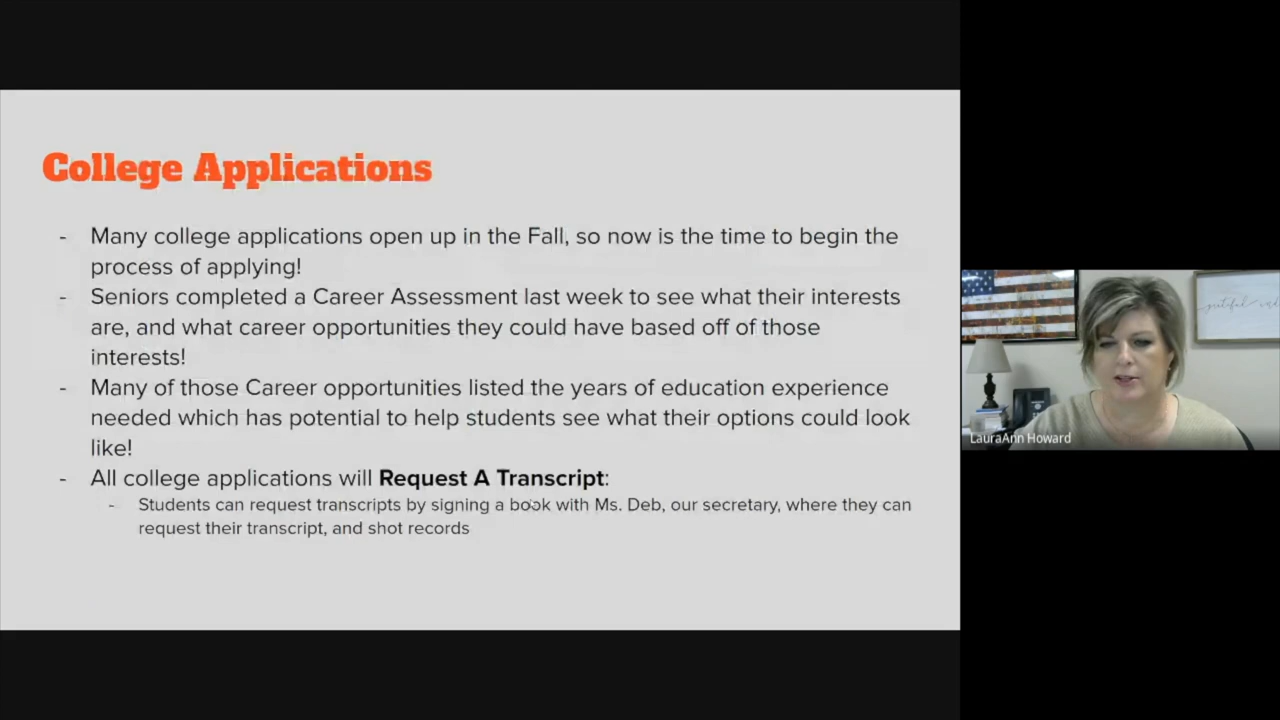 College Applications
- Many college applications open up in the Fall, so now is the time to begin the
process of applying!
- Seniors completed a Career Assessment last week to see what their interests
are, and what career opportunities they could have based off of those
interests!
- Many of those Career opportunities listed the years of education experience
needed which has potential to help students see what their options could look
like!
- All college applications will Request A Transcript:
- Students can request transcripts by signing a book with Ms. Deb, our secretary, where they can
request their transcript, and shot records
grateful
LauraAnn Howard